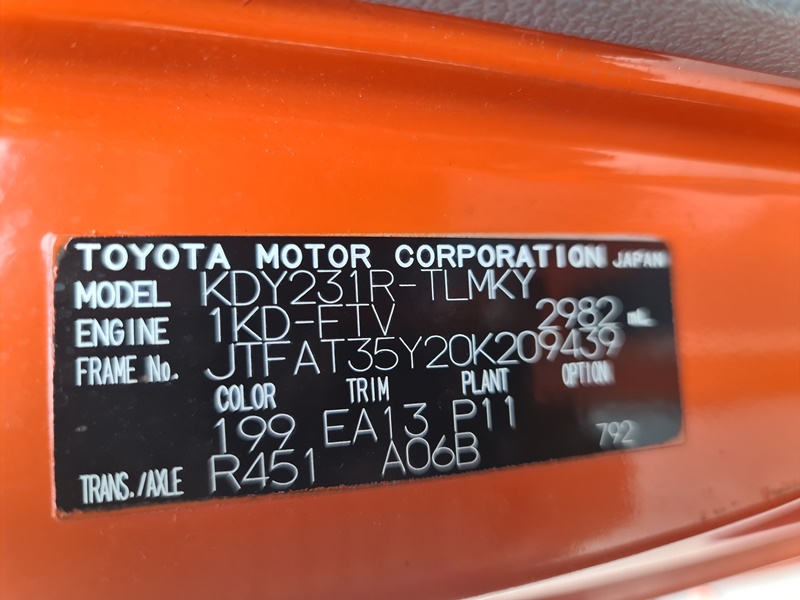 TOYOTA MOTOR CORPORATION JAPAN
MODEL KDY231R-TLMKY
ENGINE 1KD-FTV 2982 mL
FRAME No. JTFAT35Y20K209439
COLOR TRIM PLANT OPTION
199 EA13 P11 792
TRANS./AXLE R451 A06B